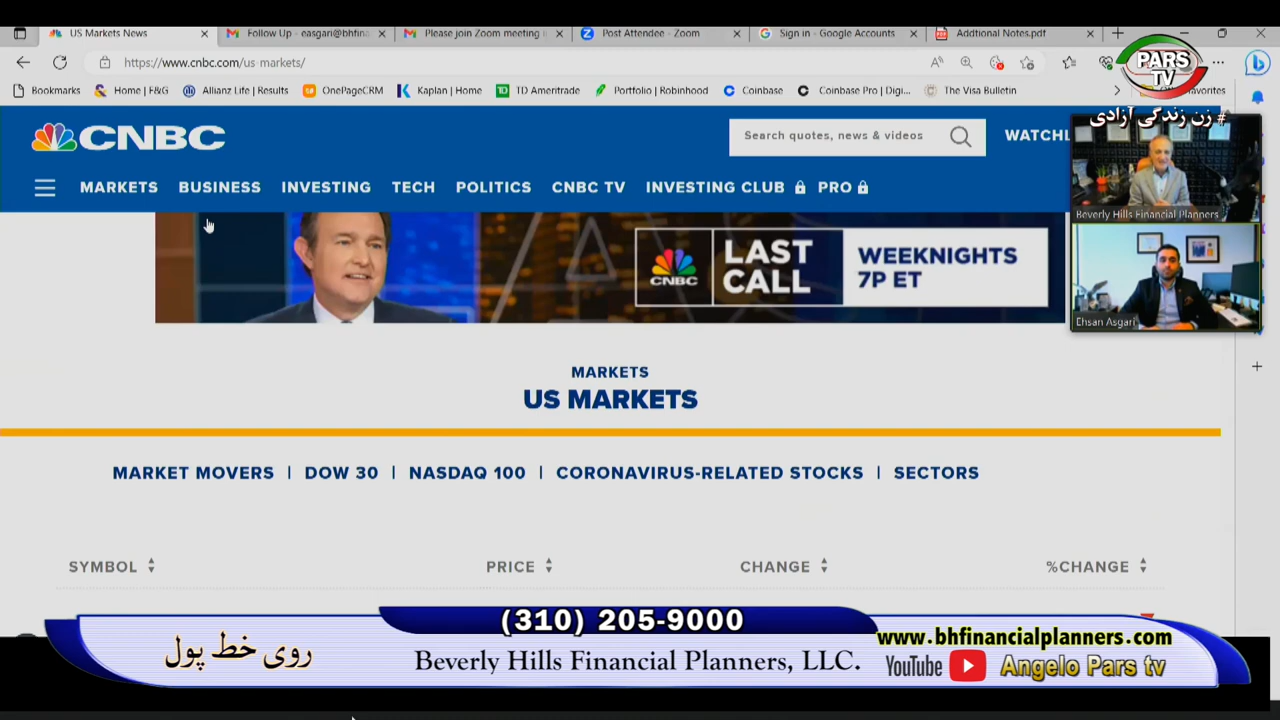 US Markets News
Follow Up - easgari@bhfina
Please join Zoom meeting i
Post Attendee - Zoom
Sign in - Google Accounts
Addtional Notes.pdf
https://www.cnbc.com/us-markets/
PARS
TV
Bookmarks
Home | F&G
Allianz Life | Results
OnePageCRM
Kaplan | Home
TD Ameritrade
Portfolio | Robinhood
Coinbase
Coinbase Pro | Digi...
The Visa Bulletin
Favorites
# زن زندگی آزادی
CNBC
Search quotes, news & videos
WATCHL
MARKETS BUSINESS INVESTING TECH POLITICS CNBC TV INVESTING CLUB PRO
Beverly Hills Financial Planners
CNBC
LAST
CALL
WEEKNIGHTS
7P ET
Ehsan Asgari
MARKETS
US MARKETS
MARKET MOVERS | DOW 30 | NASDAQ 100 | CORONAVIRUS-RELATED STOCKS | SECTORS
SYMBOL PRICE CHANGE %CHANGE
(310) 205-9000
روی خط پول
Beverly Hills Financial Planners, LLC.
www.bhfinancialplanners.com
YouTube Angelo Pars tv